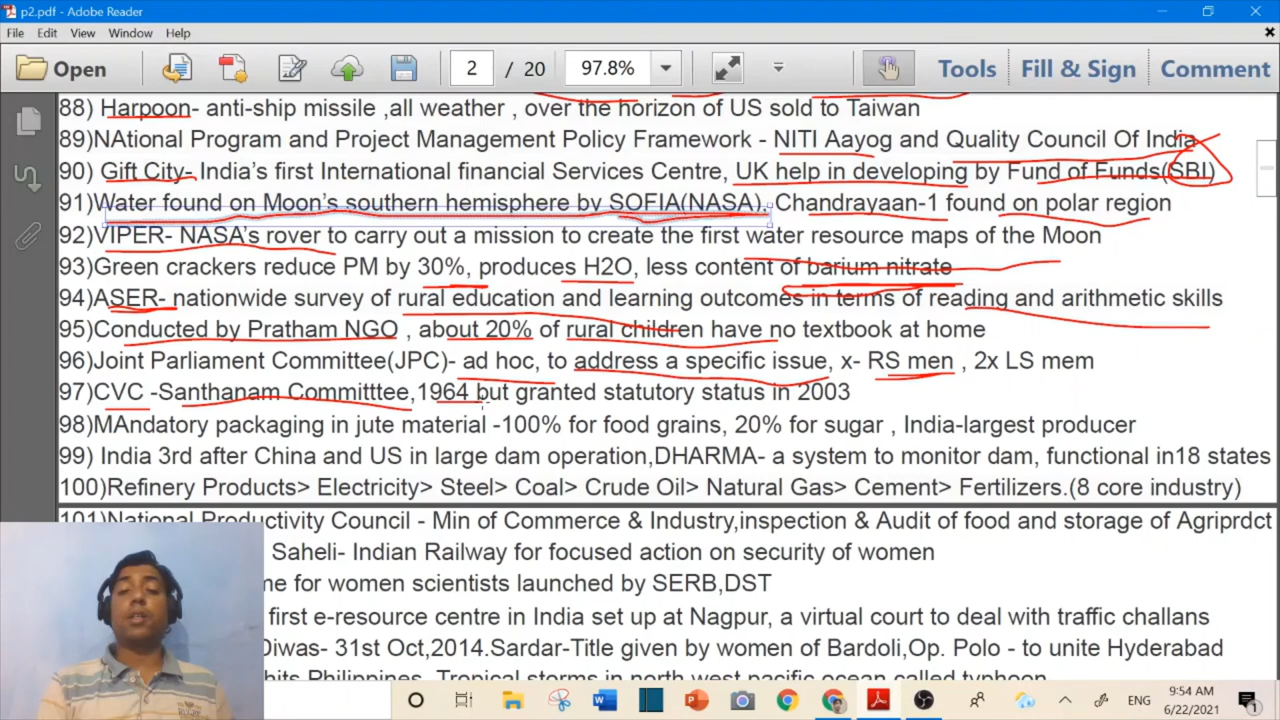 p2.pdf - Adobe Reader
File Edit View Window Help
Open 2 / 20 97.8% Tools Fill & Sign Comment
88) Harpoon- anti-ship missile ,all weather , over the horizon of US sold to Taiwan
89)NAtional Program and Project Management Policy Framework - NITI Aayog and Quality Council Of India
90) Gift City- India's first International financial Services Centre, UK help in developing by Fund of Funds(SBI)
91)Water found on Moon's southern hemisphere by SOFIA(NASA), Chandrayaan-1 found on polar region
92)VIPER- NASA's rover to carry out a mission to create the first water resource maps of the Moon
93)Green crackers reduce PM by 30%, produces H2O, less content of barium nitrate
94)ASER- nationwide survey of rural education and learning outcomes in terms of reading and arithmetic skills
95)Conducted by Pratham NGO , about 20% of rural children have no textbook at home
96)Joint Parliament Committee(JPC)- ad hoc, to address a specific issue, x- RS men , 2x LS mem
97)CVC -Santhanam Committtee,1964 but granted statutory status in 2003
98)MAndatory packaging in jute material -100% for food grains, 20% for sugar , India-largest producer
99) India 3rd after China and US in large dam operation,DHARMA- a system to monitor dam, functional in18 states
100)Refinery Products> Electricity> Steel> Coal> Crude Oil> Natural Gas> Cement> Fertilizers.(8 core industry)
101)National Productivity Council - Min of Commerce & Industry,inspection & Audit of food and storage of Agriprdct
Saheli- Indian Railway for focused action on security of women
me for women scientists launched by SERB,DST
first e-resource centre in India set up at Nagpur, a virtual court to deal with traffic challans
Diwas- 31st Oct,2014.Sardar-Title given by women of Bardoli,Op. Polo - to unite Hyderabad
hits Philippines. Tropical storms in north west pacific ocean called typhoon
ENG 9:54 AM
6/22/2021